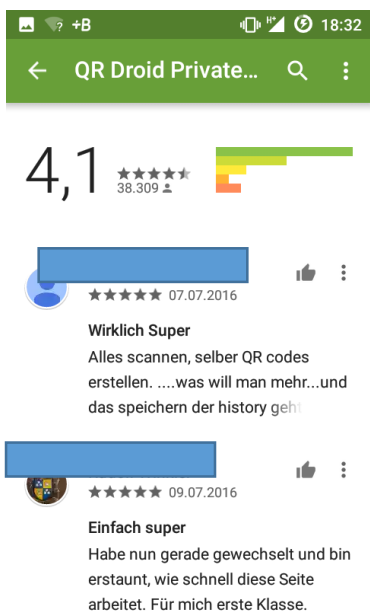 +B H+ 18:32
QR Droid Private...
4,1
38.309
07.07.2016
Wirklich Super
Alles scannen, selber QR codes
erstellen. ....was will man mehr...und
das speichern der history geht
09.07.2016
Einfach super
Habe nun gerade gewechselt und bin
erstaunt, wie schnell diese Seite
arbeitet. Für mich erste Klasse.